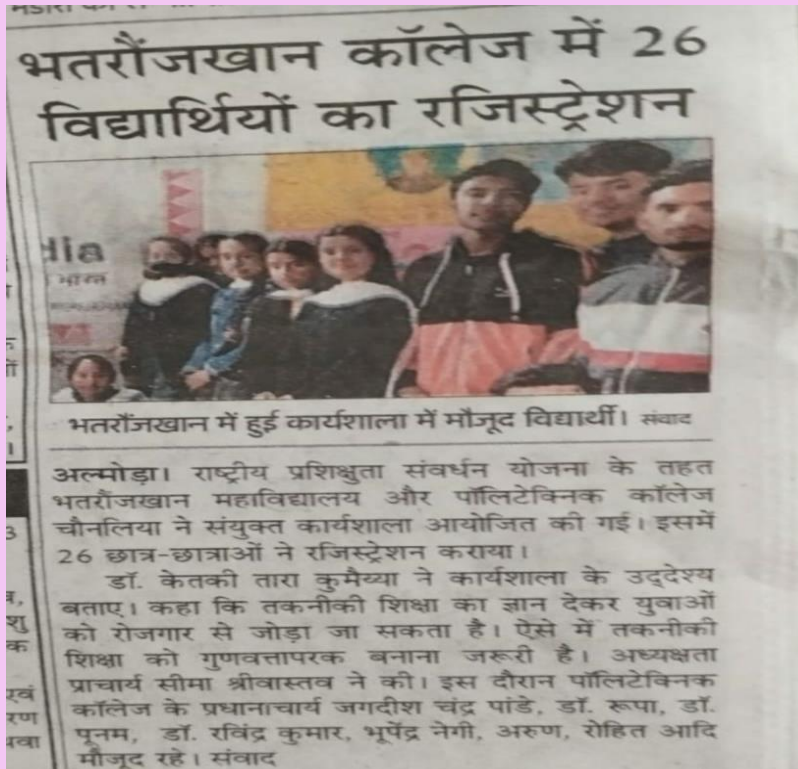 भतरौंजखान कॉलेज में 26
विद्यार्थियों का रजिस्ट्रेशन
dia
भारत
भतरौंजखान में हुई कार्यशाला में मौजूद विद्यार्थी। संवाद
अल्मोड़ा। राष्ट्रीय प्रशिक्षुता संवर्धन योजना के तहत
भतरौंजखान महाविद्यालय और पॉलिटेक्निक कॉलेज
चौनलिया ने संयुक्त कार्यशाला आयोजित की गई। इसमें
26 छात्र-छात्राओं ने रजिस्ट्रेशन कराया।
डॉ. केतकी तारा कुमैय्या ने कार्यशाला के उद्देश्य
बताए। कहा कि तकनीकी शिक्षा का ज्ञान देकर युवाओं
को रोजगार से जोड़ा जा सकता है। ऐसे में तकनीकी
शिक्षा को गुणवत्तापरक बनाना जरूरी है। अध्यक्षता
प्राचार्य सीमा श्रीवास्तव ने की। इस दौरान पॉलिटेक्निक
कॉलेज के प्रधानाचार्य जगदीश चंद्र पांडे, डॉ. रूपा, डॉ.
पूनम, डॉ. रविंद्र कुमार, भूपेंद्र नेगी, अरुण, रोहित आदि
मौजूद रहे। संवाद